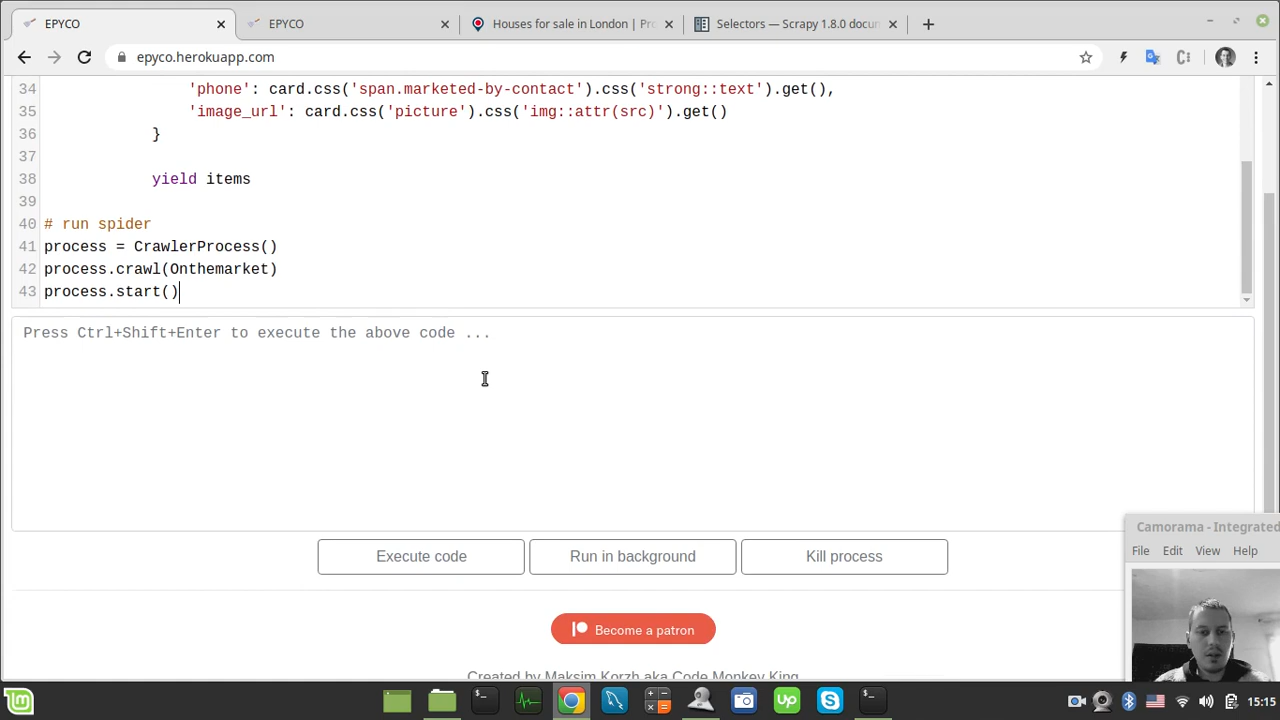 EPYCO
EPYCO
Houses for sale in London | Pr
Selectors — Scrapy 1.8.0 docu
epyco.herokuapp.com
34 'phone': card.css('span.marketed-by-contact').css('strong::text').get(),
35 'image_url': card.css('picture').css('img::attr(src)').get()
36 }
37
38 yield items
39
40 # run spider
41 process = CrawlerProcess()
42 process.crawl(Onthemarket)
43 process.start()
Press Ctrl+Shift+Enter to execute the above code ...
Camorama - Integrated
Execute code
Run in background
Kill process
File Edit View Help
Become a patron
Created by Maksim Korzh aka Code Monkey King
15:15